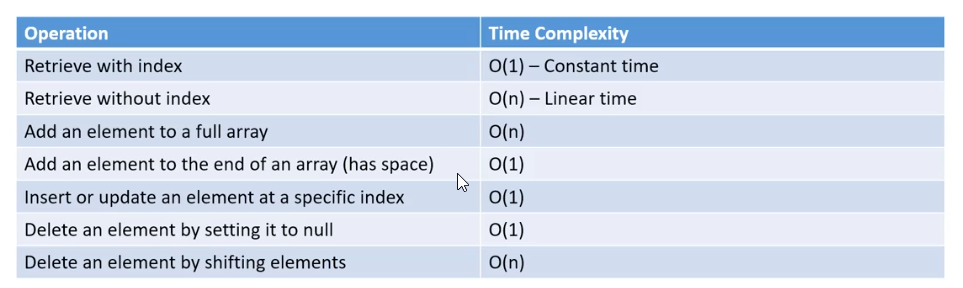 Operation Time Complexity
Retrieve with index O(1) – Constant time
Retrieve without index O(n) – Linear time
Add an element to a full array O(n)
Add an element to the end of an array (has space) O(1)
Insert or update an element at a specific index O(1)
Delete an element by setting it to null O(1)
Delete an element by shifting elements O(n)